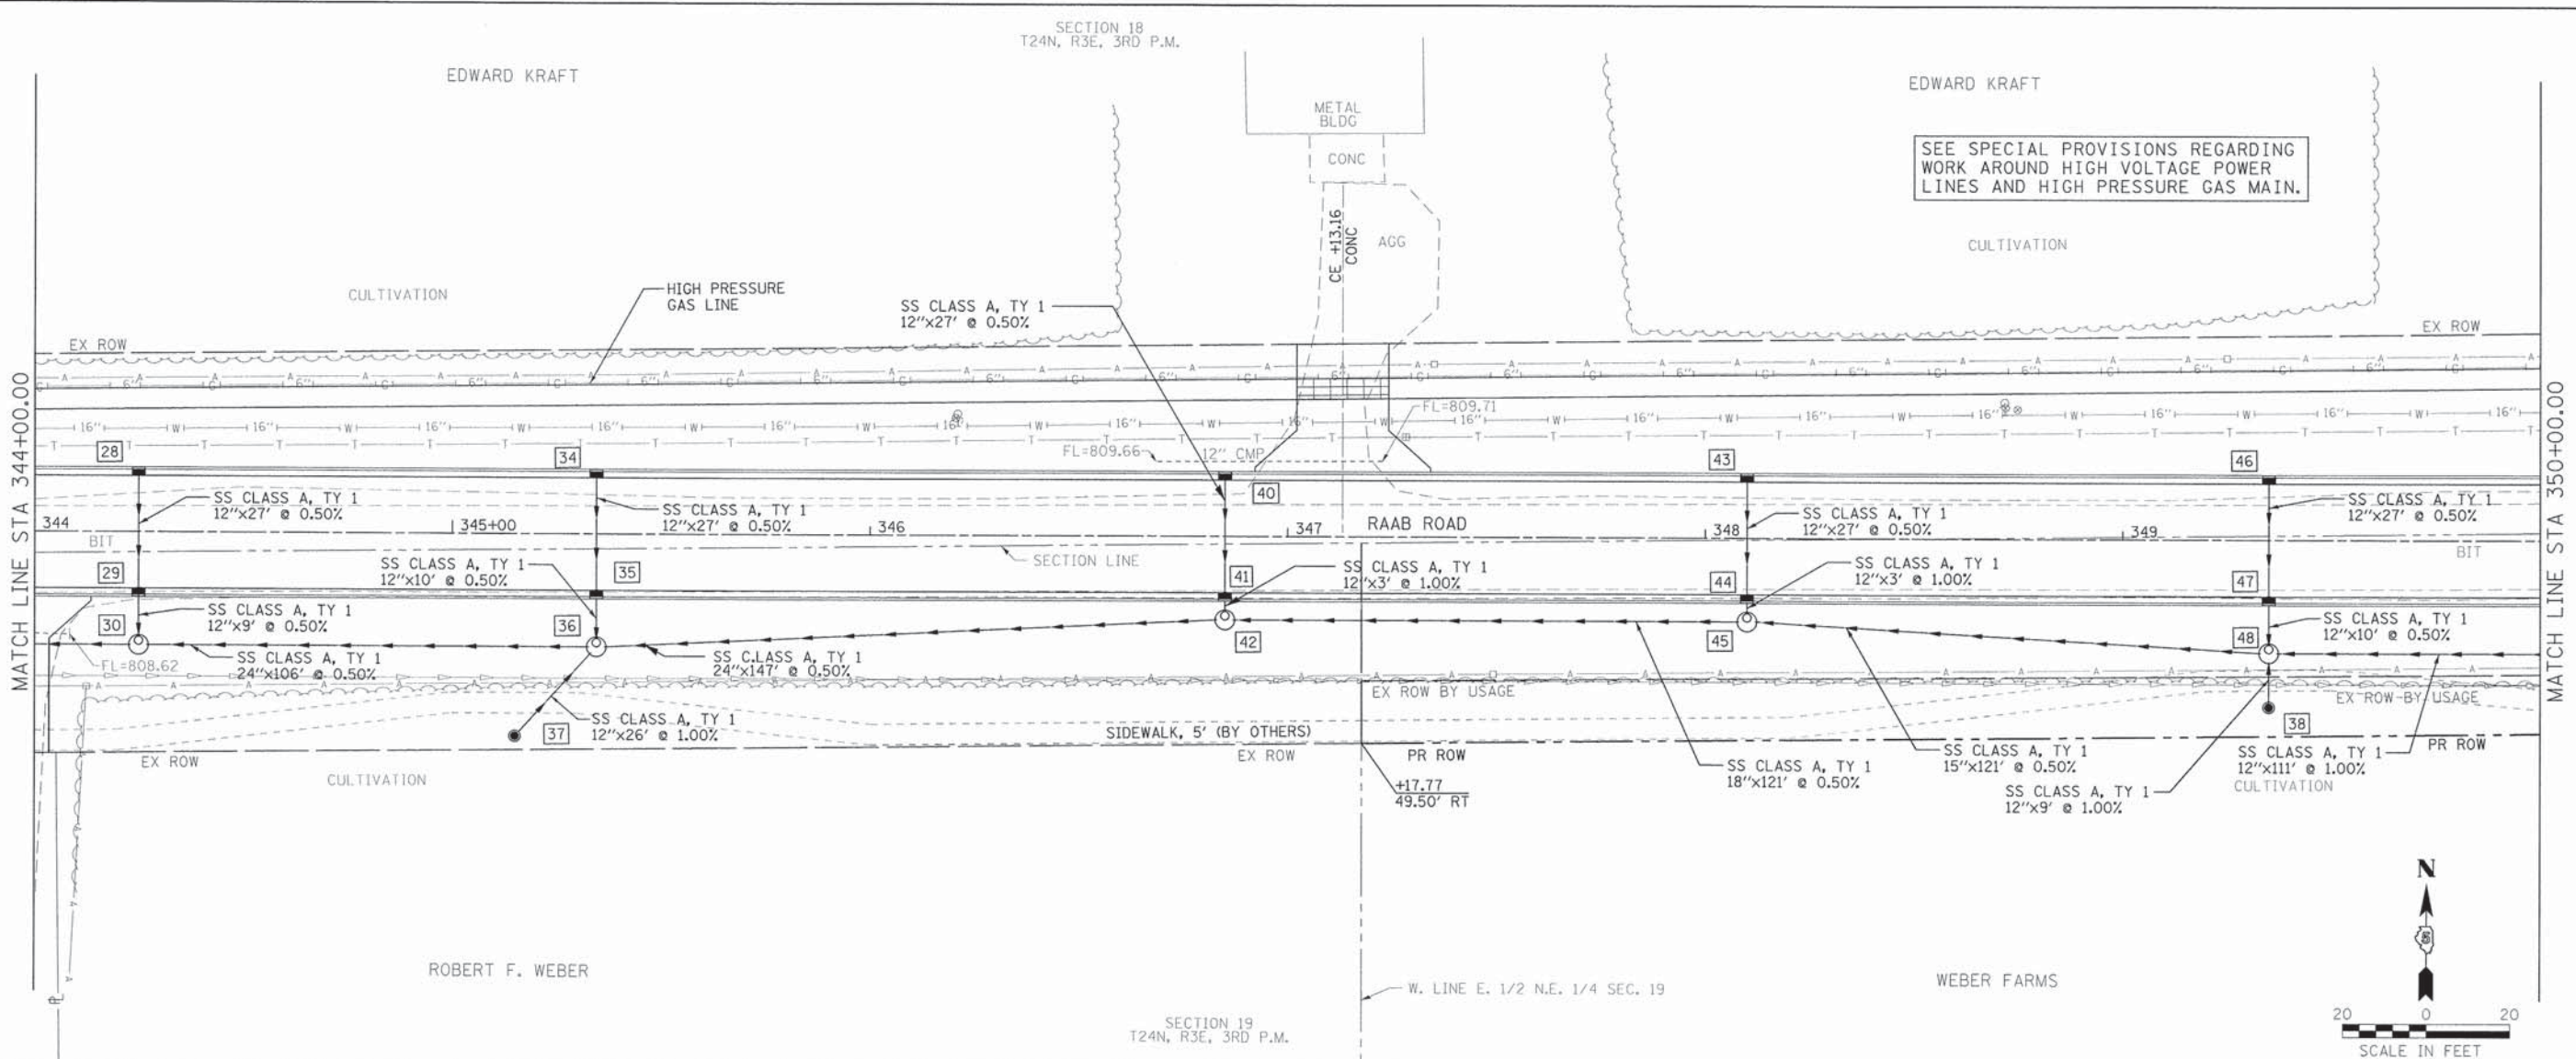 SECTION 18
T24N, R3E, 3RD P.M.
EDWARD KRAFT
EDWARD KRAFT
METAL
BLDG
CONC
SEE SPECIAL PROVISIONS REGARDING
WORK AROUND HIGH VOLTAGE POWER
LINES AND HIGH PRESSURE GAS MAIN.
CE +13.16
CONC
AGG
CULTIVATION
CULTIVATION
HIGH PRESSURE
GAS LINE
SS CLASS A, TY 1
12"x27' @ 0.50%
EX ROW
EX ROW
MATCH LINE STA 344+00.00
MATCH LINE STA 350+00.00
FL=809.71
FL=809.66
12" CMP
28
34
40
43
46
SS CLASS A, TY 1
12"x27' @ 0.50%
SS CLASS A, TY 1
12"x27' @ 0.50%
SS CLASS A, TY 1
12"x27' @ 0.50%
SS CLASS A, TY 1
12"x27' @ 0.50%
344
345+00
346
347
RAAB ROAD
348
349
BIT
BIT
SECTION LINE
29
35
41
44
47
SS CLASS A, TY 1
12"x10' @ 0.50%
SS CLASS A, TY 1
12"x3' @ 1.00%
SS CLASS A, TY 1
12"x3' @ 1.00%
SS CLASS A, TY 1
12"x9' @ 0.50%
SS CLASS A, TY 1
12"x10' @ 0.50%
30
36
42
45
48
FL=808.62
SS CLASS A, TY 1
24"x106' @ 0.50%
SS C.LASS A, TY 1
24"x147' @ 0.50%
EX ROW BY USAGE
EX ROW BY USAGE
37
SS CLASS A, TY 1
12"x26' @ 1.00%
SIDEWALK, 5' (BY OTHERS)
38
EX ROW
EX ROW
PR ROW
PR ROW
CULTIVATION
+17.77
49.50' RT
SS CLASS A, TY 1
18"x121' @ 0.50%
SS CLASS A, TY 1
15"x121' @ 0.50%
SS CLASS A, TY 1
12"x9' @ 1.00%
SS CLASS A, TY 1
12"x111' @ 1.00%
CULTIVATION
N
5
ROBERT F. WEBER
WEBER FARMS
W. LINE E. 1/2 N.E. 1/4 SEC. 19
SECTION 19
T24N, R3E, 3RD P.M.
20 0 20
SCALE IN FEET